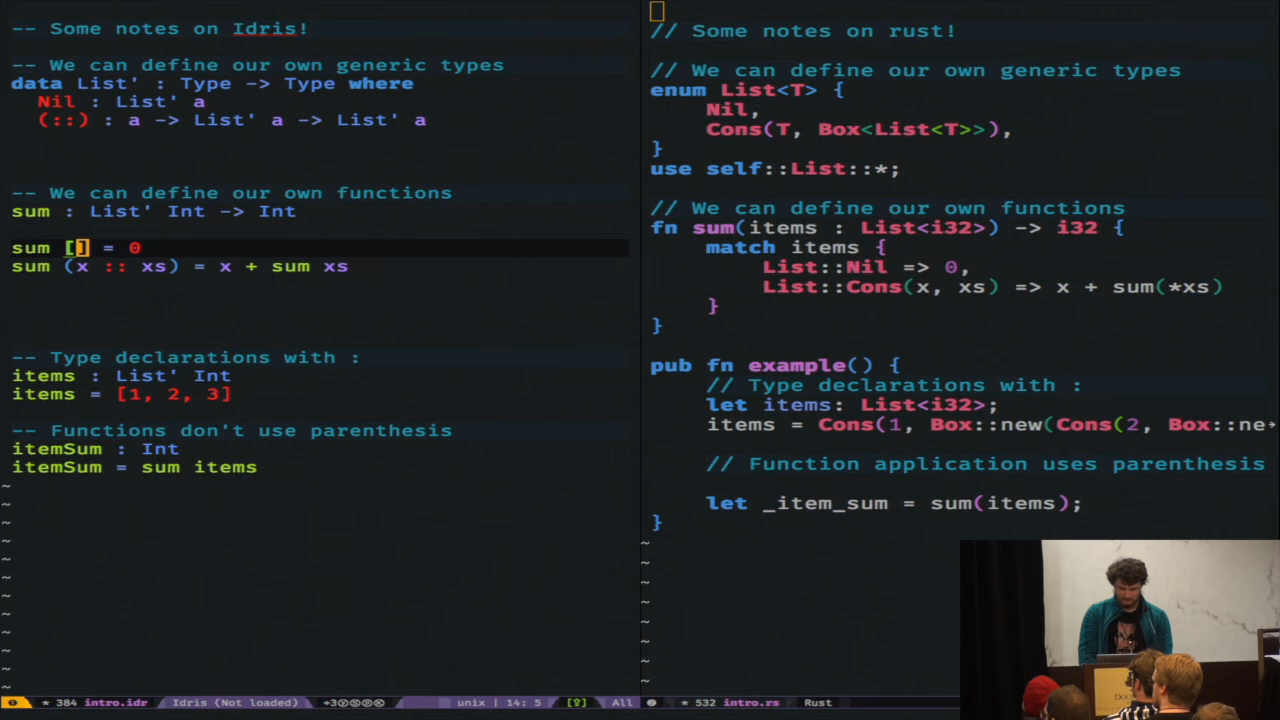 -- Some notes on Idris!
-- We can define our own generic types
data List' : Type -> Type where
  Nil : List' a
  (::) : a -> List' a -> List' a
-- We can define our own functions
sum : List' Int -> Int
sum [] = 0
sum (x :: xs) = x + sum xs
-- Type declarations with :
items : List' Int
items = [1, 2, 3]
-- Functions don't use parenthesis
itemSum : Int
itemSum = sum items
~
~
~
~
~
~
~
~
~
~
~
~
* 384 intro.idr Idris (Not loaded) unix | 14: 5 All
// Some notes on rust!
// We can define our own generic types
enum List<T> {
    Nil,
    Cons(T, Box<List<T>>),
}
use self::List::*;
// We can define our own functions
fn sum(items : List<i32>) -> i32 {
    match items {
        List::Nil => 0,
        List::Cons(x, xs) => x + sum(*xs)
    }
}
pub fn example() {
    // Type declarations with :
    let items: List<i32>;
    items = Cons(1, Box::new(Cons(2, Box::ne
    // Function application uses parenthesis
    let _item_sum = sum(items);
}
~
~
~
~
~
~
~
~
* 532 intro.rs Rust